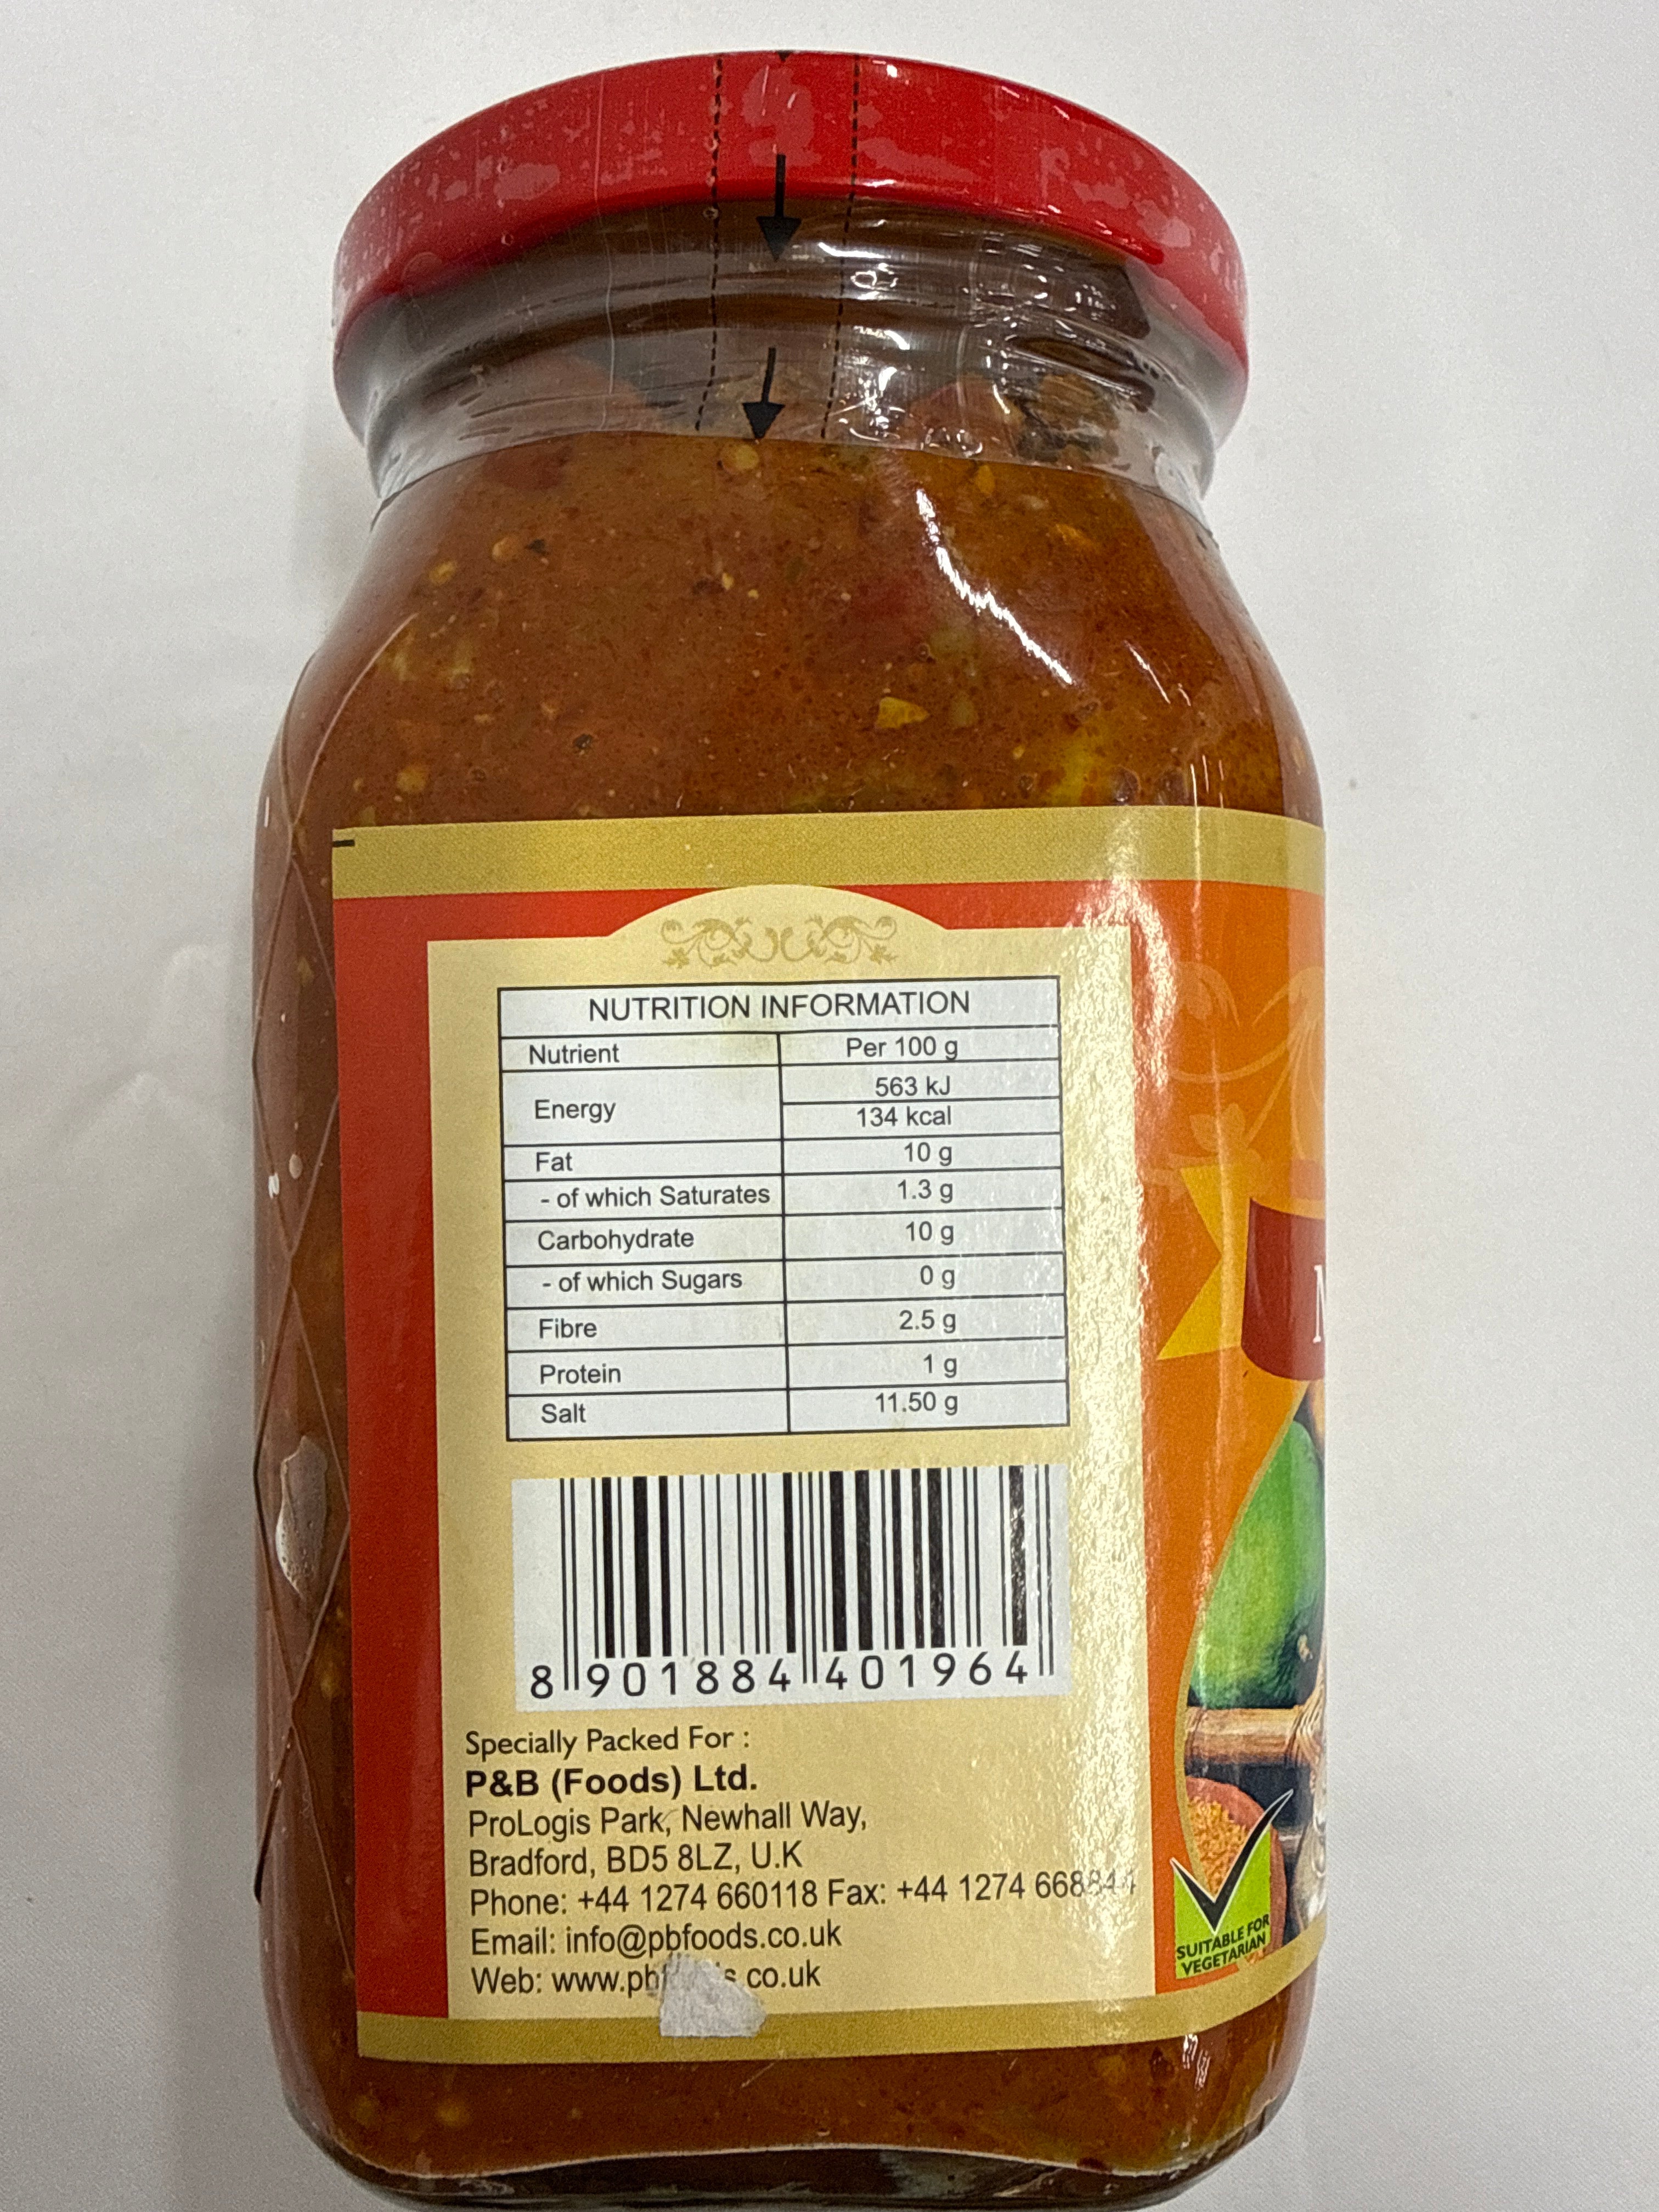 NUTRITION INFORMATION
Nutrient Per 100 g
Energy 563 kJ
134 kcal
Fat 10 g
- of which Saturates 1.3 g
Carbohydrate 10 g
- of which Sugars 0 g
Fibre 2.5 g
Protein 1 g
Salt 11.50 g
8 901884 401964
Specially Packed For :
P&B (Foods) Ltd.
ProLogis Park, Newhall Way,
Bradford, BD5 8LZ, U.K
Phone: +44 1274 660118 Fax: +44 1274
Email: info@pbfoods.co.uk
Web:
SUITABLE FOR
VEGETARIAN